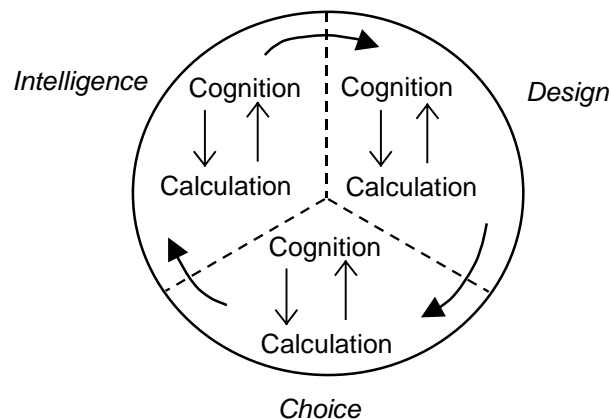 Intelligence
Design
Cognition
Cognition
Calculation
Calculation
Cognition
Calculation
Choice